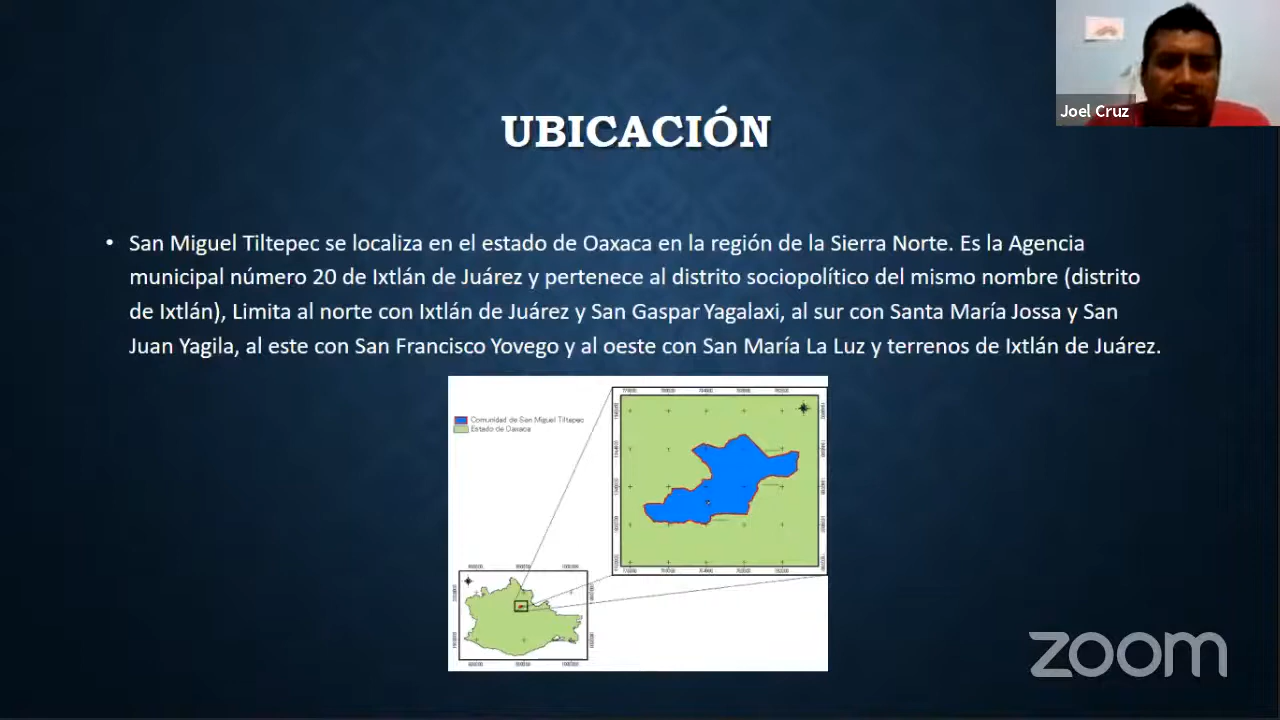 Joel Cruz
UBICACIÓN
• San Miguel Tiltepec se localiza en el estado de Oaxaca en la región de la Sierra Norte. Es la Agencia
municipal número 20 de Ixtlán de Juárez y pertenece al distrito sociopolítico del mismo nombre (distrito
de Ixtlán), Limita al norte con Ixtlán de Juárez y San Gaspar Yagalaxi, al sur con Santa María Jossa y San
Juan Yagila, al este con San Francisco Yovego y al oeste con San María La Luz y terrenos de Ixtlán de Juárez.
Comunidad de San Miguel Tiltepec
Estado de Oaxaca
zoom